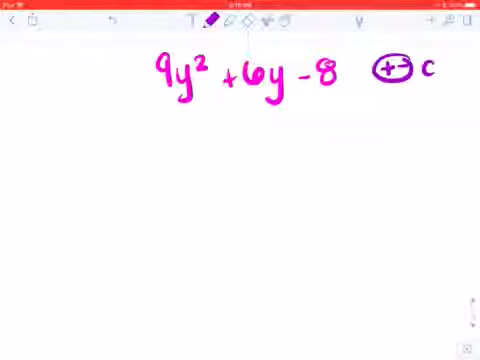 9y² + 6y - 8 +- c